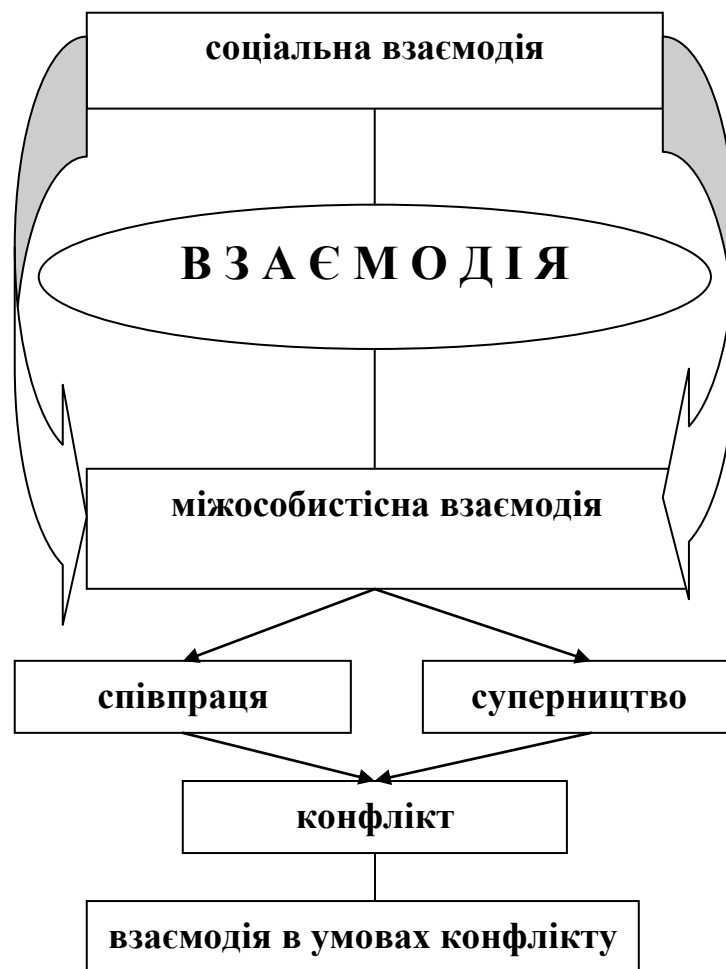 соціальна взаємодія
В З А Є М О Д І Я
міжособистісна взаємодія
співпраця
суперництво
конфлікт
взаємодія в умовах конфлікту